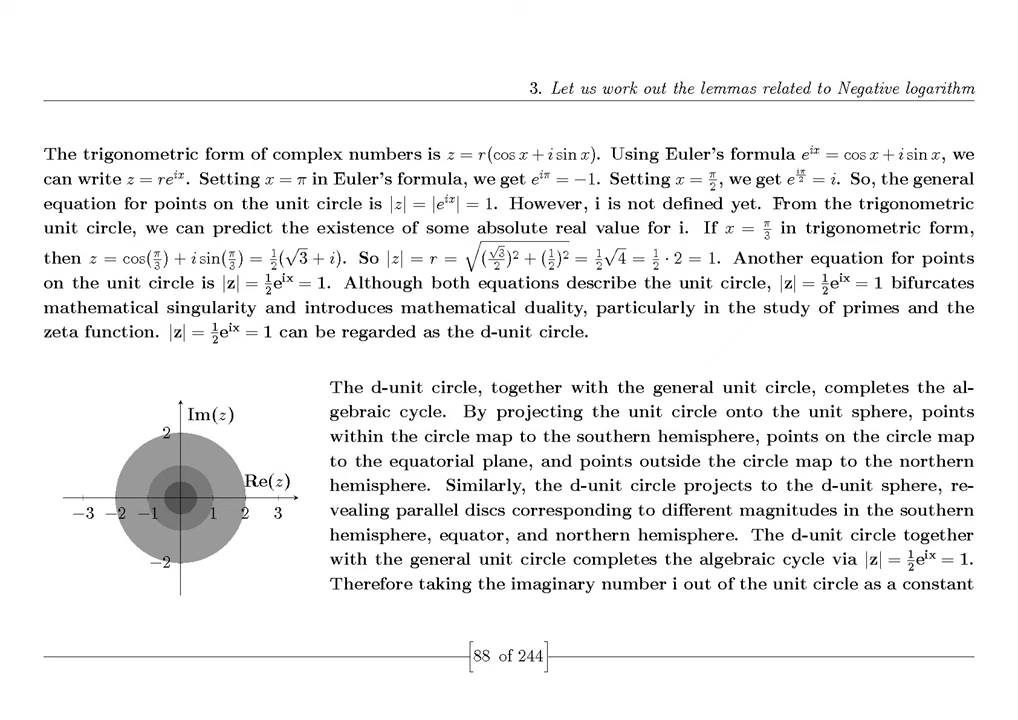 3. Let us work out the lemmas related to Negative logarithm
The trigonometric form of complex numbers is z = r(cos x + i sin x). Using Euler's formula e^{ix} = cos x + i sin x, we
can write z = re^{ix}. Setting x = π in Euler's formula, we get e^{iπ} = −1. Setting x = π/2, we get e^{iπ/2} = i. So, the general
equation for points on the unit circle is |z| = |e^{ix}| = 1. However, i is not defined yet. From the trigonometric
unit circle, we can predict the existence of some absolute real value for i. If x = π/3 in trigonometric form,
then z = cos(π/3) + i sin(π/3) = 1/2(√3 + i). So |z| = r = √((√3/2)² + (1/2)²) = 1/2√4 = 1/2 · 2 = 1. Another equation for points
on the unit circle is |z| = 1/2 e^{ix} = 1. Although both equations describe the unit circle, |z| = 1/2 e^{ix} = 1 bifurcates
mathematical singularity and introduces mathematical duality, particularly in the study of primes and the
zeta function. |z| = 1/2 e^{ix} = 1 can be regarded as the d-unit circle.
Im(z)
2
Re(z)
−3 −2 −1 1 2 3
−2
The d-unit circle, together with the general unit circle, completes the al-
gebraic cycle. By projecting the unit circle onto the unit sphere, points
within the circle map to the southern hemisphere, points on the circle map
to the equatorial plane, and points outside the circle map to the northern
hemisphere. Similarly, the d-unit circle projects to the d-unit sphere, re-
vealing parallel discs corresponding to different magnitudes in the southern
hemisphere, equator, and northern hemisphere. The d-unit circle together
with the general unit circle completes the algebraic cycle via |z| = 1/2 e^{ix} = 1.
Therefore taking the imaginary number i out of the unit circle as a constant
88 of 244